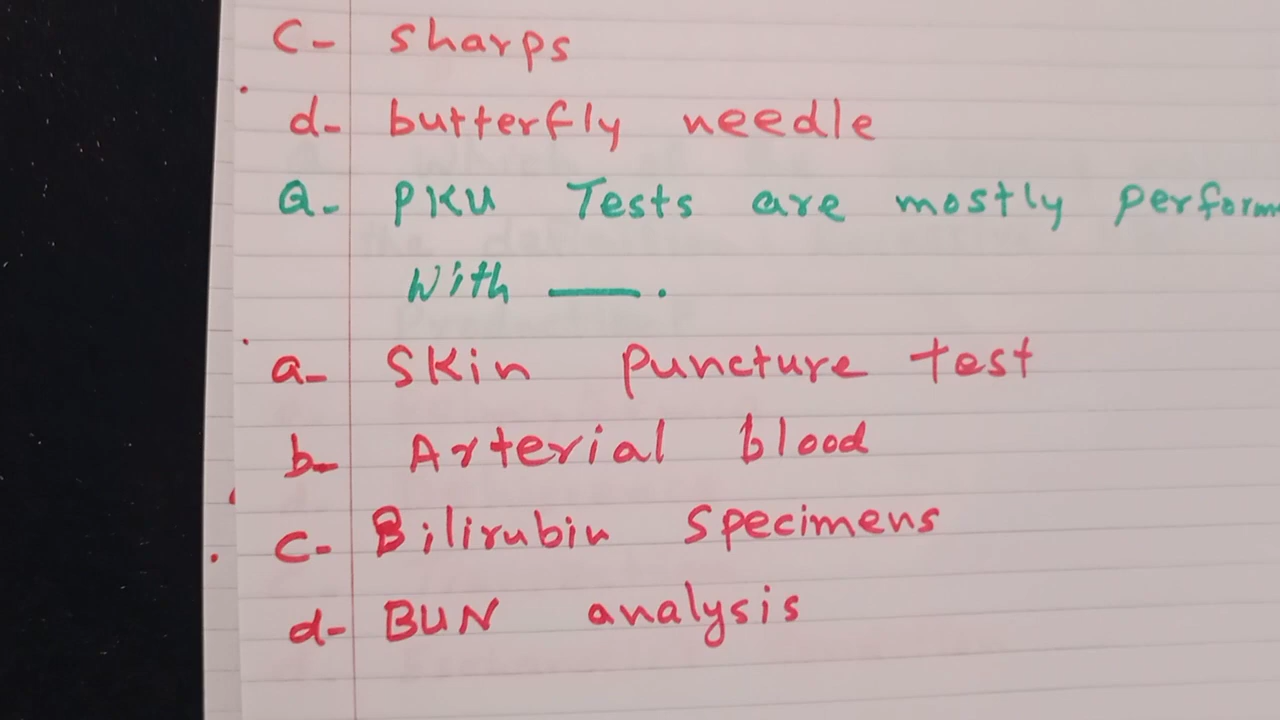 C- sharps
d- butterfly needle
Q- PKU Tests are mostly perform
With ___.
a- Skin Puncture test
b- Arterial blood
C- Bilirubin Specimens
d- BUN analysis